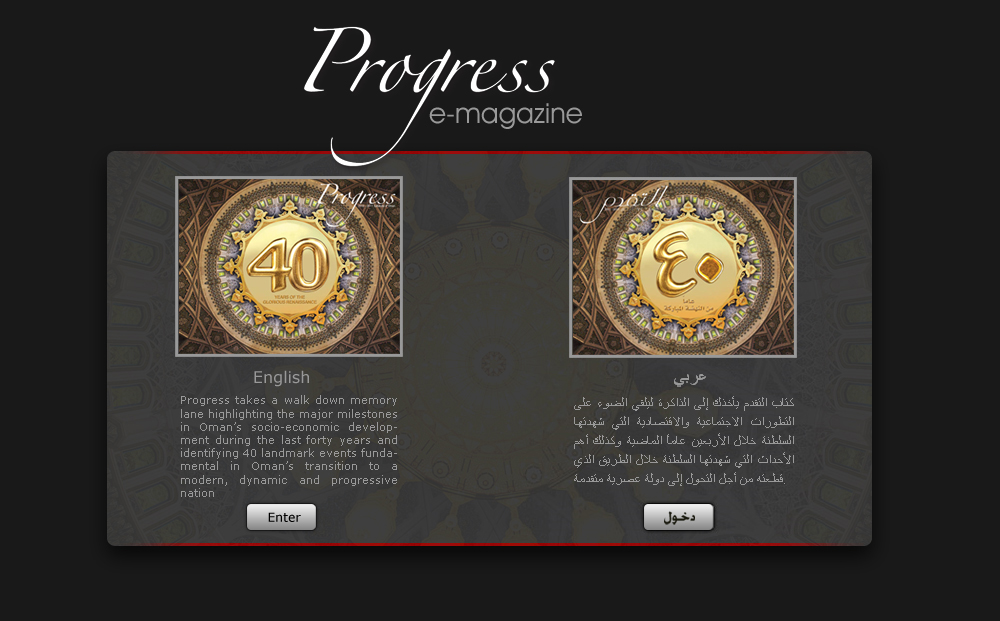 Progress
e-magazine
Progress
40
YEARS OF THE
GLORIOUS RENAISSANCE
English
Progress takes a walk down memory
lane highlighting the major milestones
in Oman's socio-economic develop-
ment during the last forty years and
identifying 40 landmark events funda-
mental in Oman's transition to a
modern, dynamic and progressive
nation
Enter
التقدم
٤٠
عاماً
من النهضة المباركة
عربي
كتاب التقدم يأخذك إلى الذاكرة ليلقي الضوء على
التطورات الاجتماعية والاقتصادية التي شهدتها
السلطنة خلال الأربعين عاماً الماضية وكذلك أهم
الأحداث التي شهدتها السلطنة خلال الطريق الذي
قطعته من أجل التحول إلى دولة عصرية متقدمة.
دخول